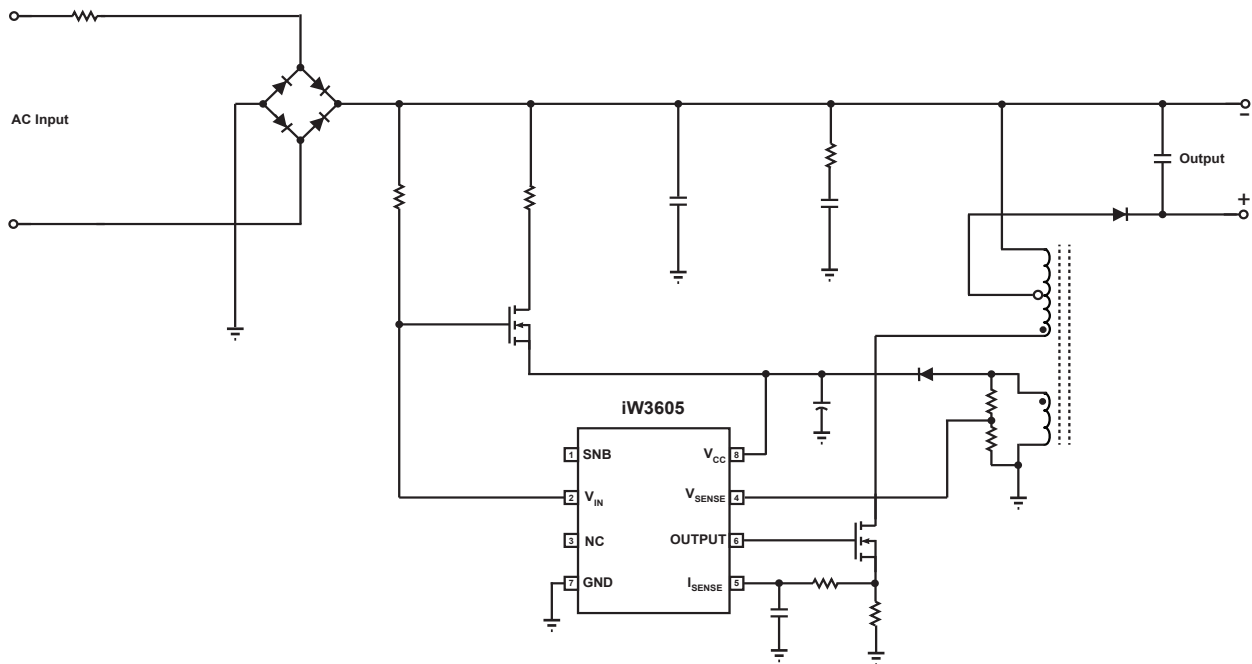 AC Input
-
Output
+
iW3605
1 SNB
VCC 8
2 VIN
VSENSE 4
3 NC
OUTPUT 6
7 GND
ISENSE 5